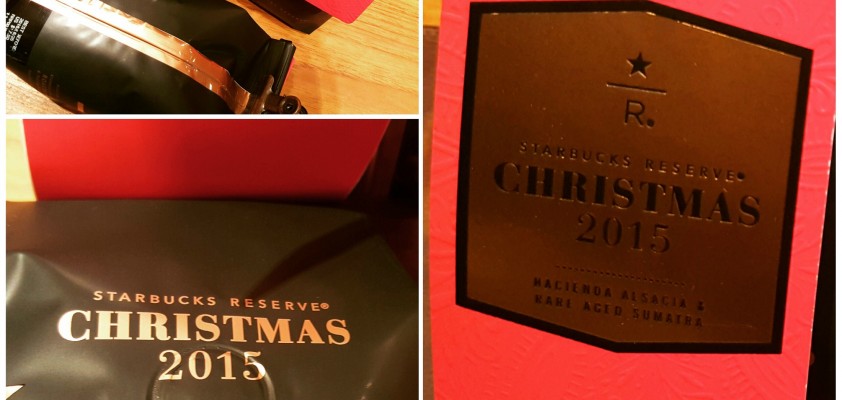 STARBUCKS RESERVE®
CHRISTMAS
2015
R.
STARBUCKS RESERVE®
CHRISTMAS
2015
HACIENDA ALSACIA &
RARE AGED SUMATRA